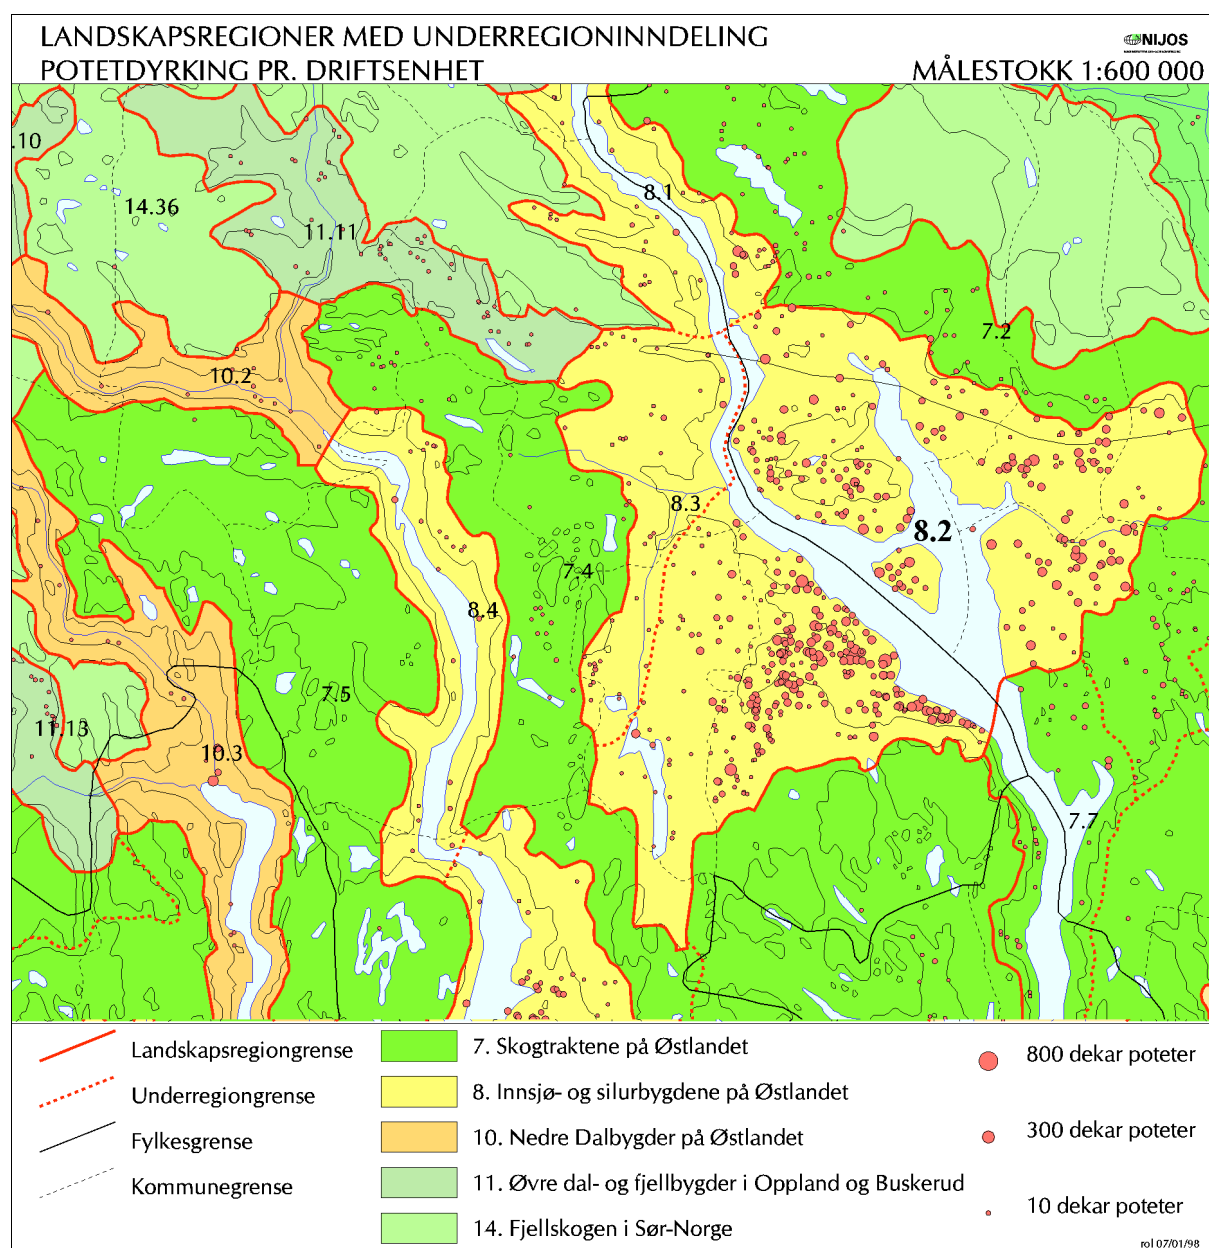 LANDSKAPSREGIONER MED UNDERREGIONINNDELING
POTETDYRKING PR. DRIFTSENHET
NIJOS
MÅLESTOKK 1:600 000
.10
14.36
11.11
8.1
7.2
10.2
8.3
8.2
7.4
8.4
7.5
11.13
10.3
7.7
Landskapsregiongrense
Underregiongrense
Fylkesgrense
Kommunegrense
7. Skogtraktene på Østlandet
8. Innsjø- og silurbygdene på Østlandet
10. Nedre Dalbygder på Østlandet
11. Øvre dal- og fjellbygder i Oppland og Buskerud
14. Fjellskogen i Sør-Norge
800 dekar poteter
300 dekar poteter
10 dekar poteter
rol 07/01/98